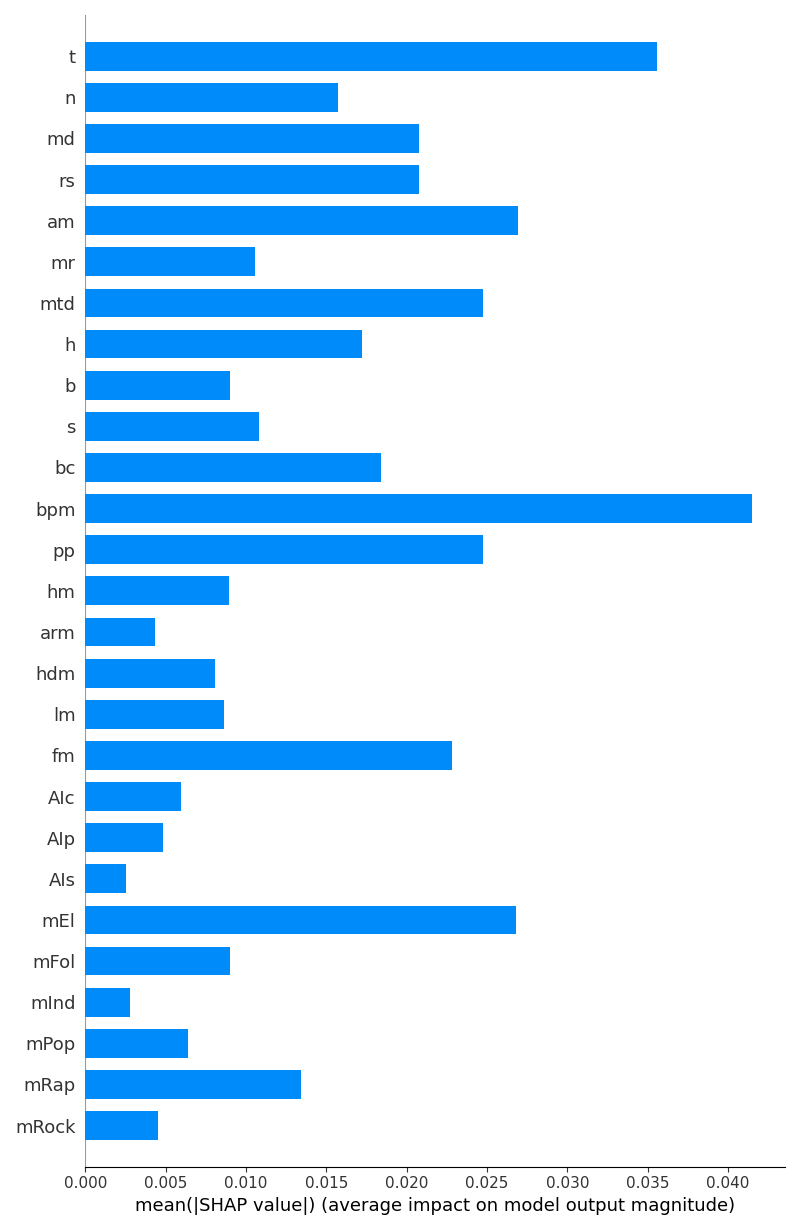 t
n
md
rs
am
mr
mtd
h
b
s
bc
bpm
pp
hm
arm
hdm
lm
fm
AIc
AIp
AIs
mEl
mFol
mInd
mPop
mRap
mRock
0.000 0.005 0.010 0.015 0.020 0.025 0.030 0.035 0.040
mean(|SHAP value|) (average impact on model output magnitude)